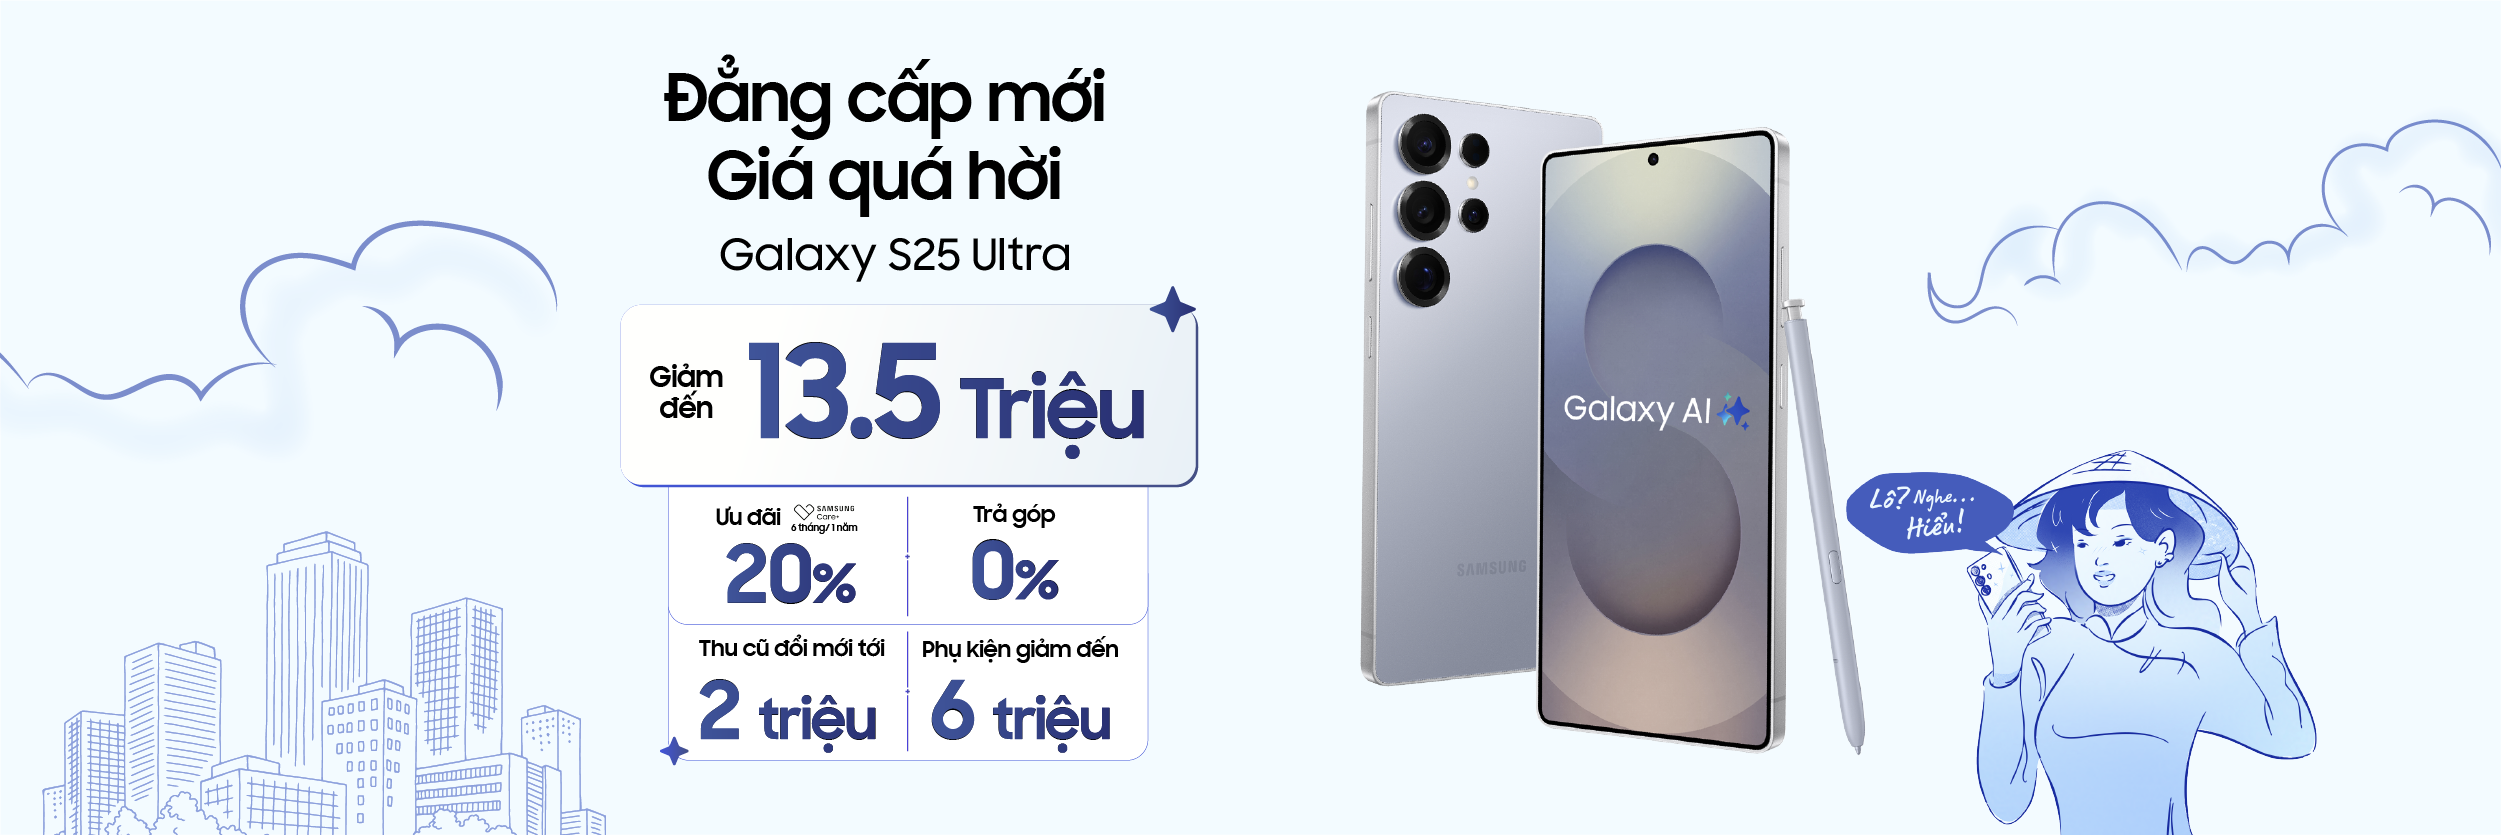 Đẳng cấp mới
Giá quá hời
Galaxy S25 Ultra
Giảm
đến
13.5 Triệu
Ưu đãi
SAMSUNG
Care+
6 tháng/1 năm
20%
Trả góp
0%
Thu cũ đổi mới tới
2 triệu
Phụ kiện giảm đến
6 triệu
SAMSUNG
Galaxy AI
Lô? Nghe...
Hiểu!